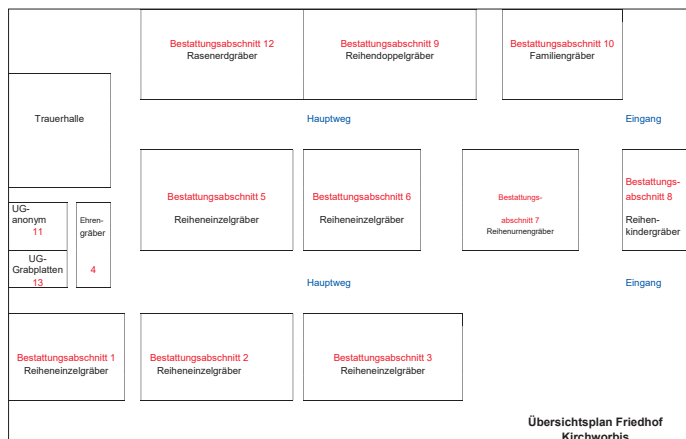 Bestattungsabschnitt 12
Rasenerdgräber
Bestattungsabschnitt 9
Reihendoppelgräber
Bestattungsabschnitt 10
Familiengräber
Trauerhalle
Hauptweg
Eingang
Bestattungsabschnitt 5
Reiheneinzelgräber
Bestattungsabschnitt 6
Reiheneinzelgräber
Bestattungs-
abschnitt 7
Reihenurnengräber
Bestattungs-
abschnitt 8
Reihen-
kindergräber
UG-
anonym
11
Ehren-
gräber
4
UG-
Grabplatten
13
Hauptweg
Eingang
Bestattungsabschnitt 1
Reiheneinzelgräber
Bestattungsabschnitt 2
Reiheneinzelgräber
Bestattungsabschnitt 3
Reiheneinzelgräber
Übersichtsplan Friedhof
Kirchworbis